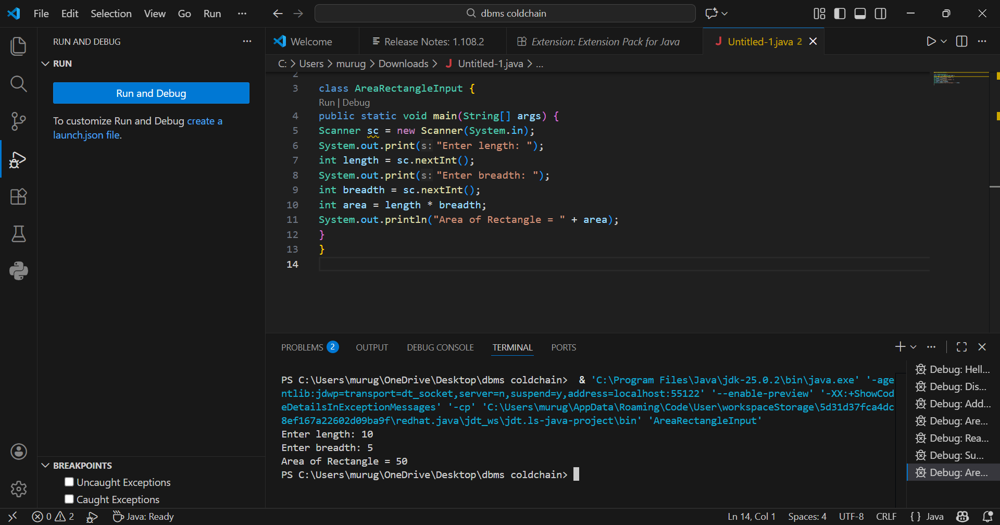 File Edit Selection View Go Run ··· dbms coldchain
RUN AND DEBUG ···
RUN
Run and Debug
To customize Run and Debug create a
launch.json file.
Welcome Release Notes: 1.108.2 Extension: Extension Pack for Java J Untitled-1.java 2
C: > Users > murug > Downloads > J Untitled-1.java > ...
2
3 class AreaRectangleInput {
Run | Debug
4 public static void main(String[] args) {
5 Scanner sc = new Scanner(System.in);
6 System.out.print(s: "Enter length: ");
7 int length = sc.nextInt();
8 System.out.print(s: "Enter breadth: ");
9 int breadth = sc.nextInt();
10 int area = length * breadth;
11 System.out.println("Area of Rectangle = " + area);
12 }
13 }
14
PROBLEMS 2 OUTPUT DEBUG CONSOLE TERMINAL PORTS
PS C:\Users\murug\OneDrive\Desktop\dbms coldchain>  & 'C:\Program Files\Java\jdk-25.0.2\bin\java.exe' '-age
ntlib:jdwp=transport=dt_socket,server=n,suspend=y,address=localhost:55122' '--enable-preview' '-XX:+ShowCod
eDetailsInExceptionMessages' '-cp' 'C:\Users\murug\AppData\Roaming\Code\User\workspaceStorage\5d31d37fca4dc
8ef167a22602d09ba9f\redhat.java\jdt_ws\jdt.ls-java-project\bin' 'AreaRectangleInput'
Enter length: 10
Enter breadth: 5
Area of Rectangle = 50
PS C:\Users\murug\OneDrive\Desktop\dbms coldchain>
Debug: Hell...
Debug: Dis...
Debug: Add...
Debug: Are...
Debug: Rea...
Debug: Su...
Debug: Are...
BREAKPOINTS
Uncaught Exceptions
Caught Exceptions
0 2 Java: Ready Ln 14, Col 1 Spaces: 4 UTF-8 CRLF {} Java